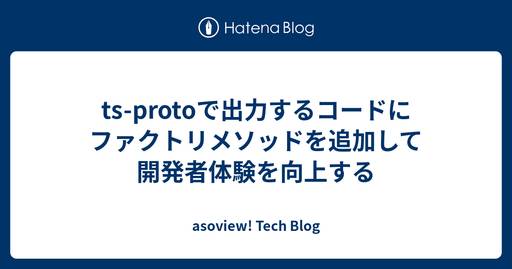 Hatena Blog
ts-protoで出力するコードに
ファクトリメソッドを追加して
開発者体験を向上する
asoview! Tech Blog